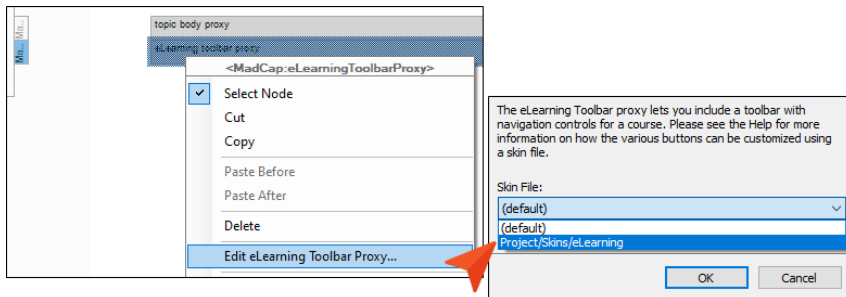 Ma...
Ma...
topic body proxy
eLearning toolbar proxy
<MadCap:eLearningToolbarProxy>
Select Node
Cut
Copy
Paste Before
Paste After
Delete
Edit eLearning Toolbar Proxy...
The eLearning Toolbar proxy lets you include a toolbar with
navigation controls for a course. Please see the Help for more
information on how the various buttons can be customized using
a skin file.
Skin File:
(default)
(default)
Project/Skins/eLearning
OK
Cancel